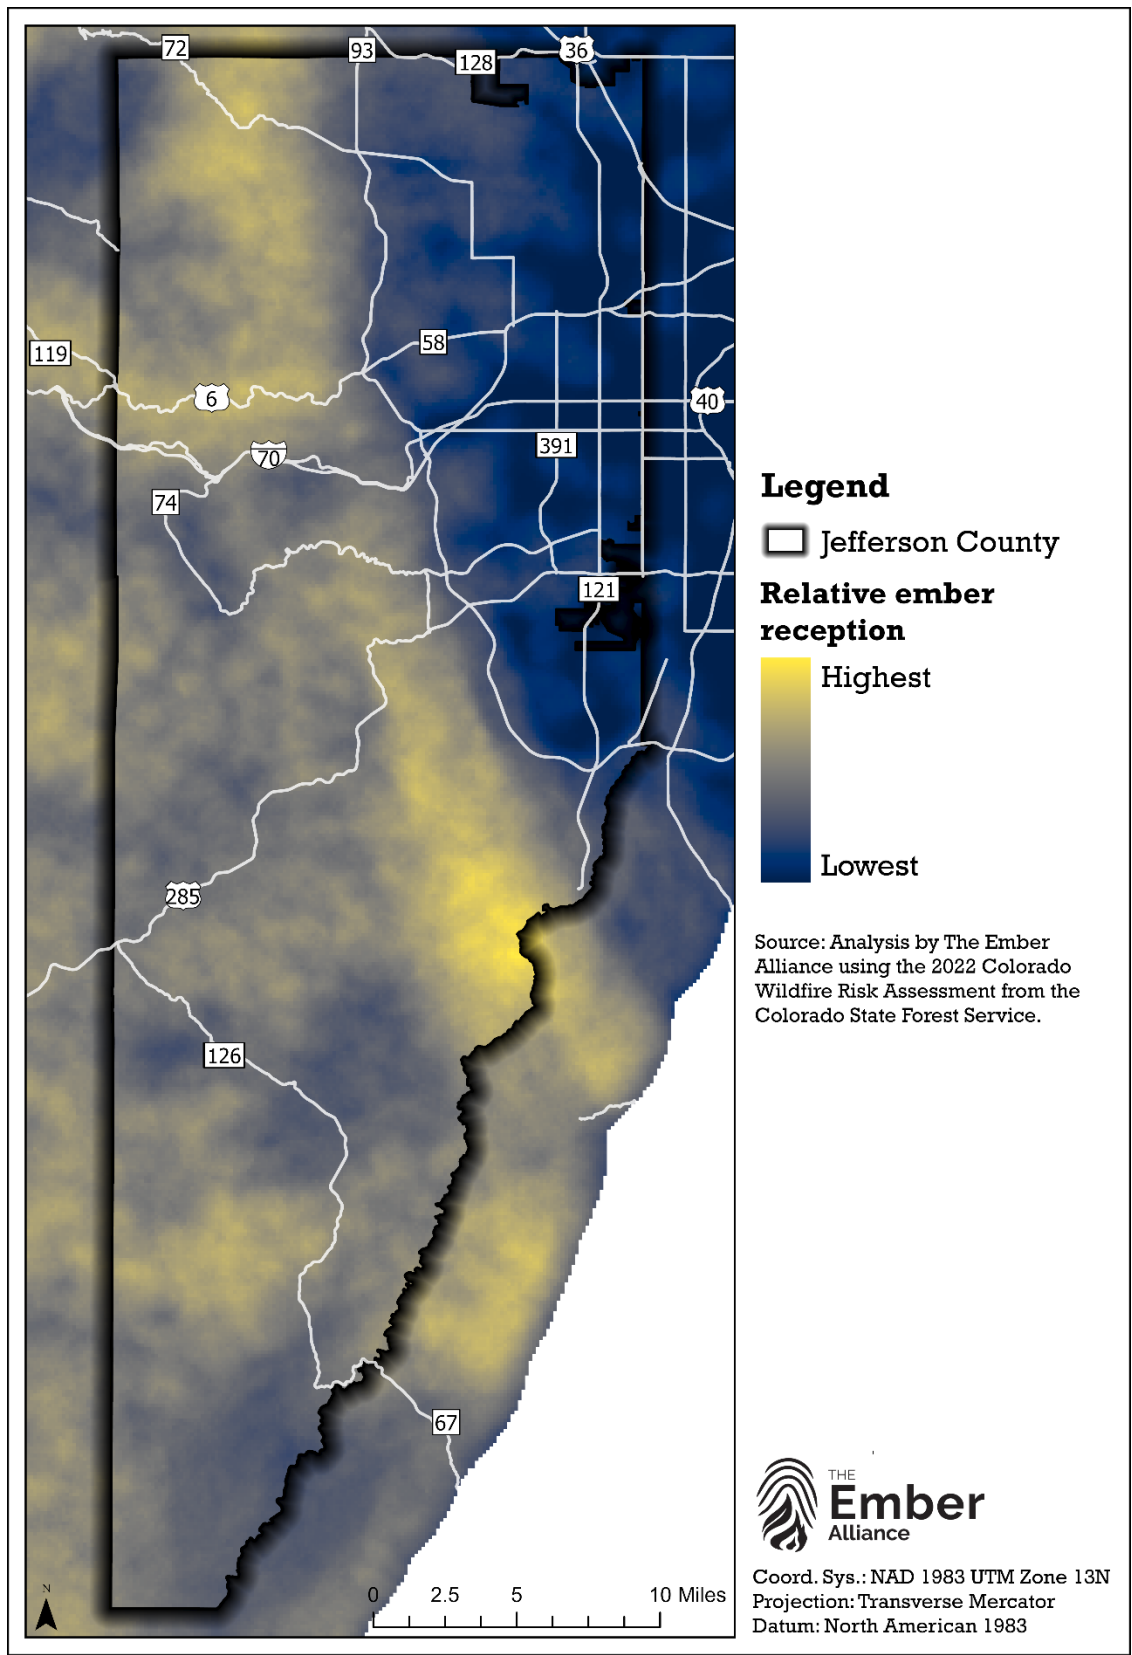 72
93
128
36
119
58
6
40
391
70
74
121
285
126
67
Legend
Jefferson County
Relative ember
reception
Highest
Lowest
Source: Analysis by The Ember
Alliance using the 2022 Colorado
Wildfire Risk Assessment from the
Colorado State Forest Service.
THE
Ember
Alliance
N
0 2.5 5 10 Miles
Coord. Sys.: NAD 1983 UTM Zone 13N
Projection: Transverse Mercator
Datum: North American 1983